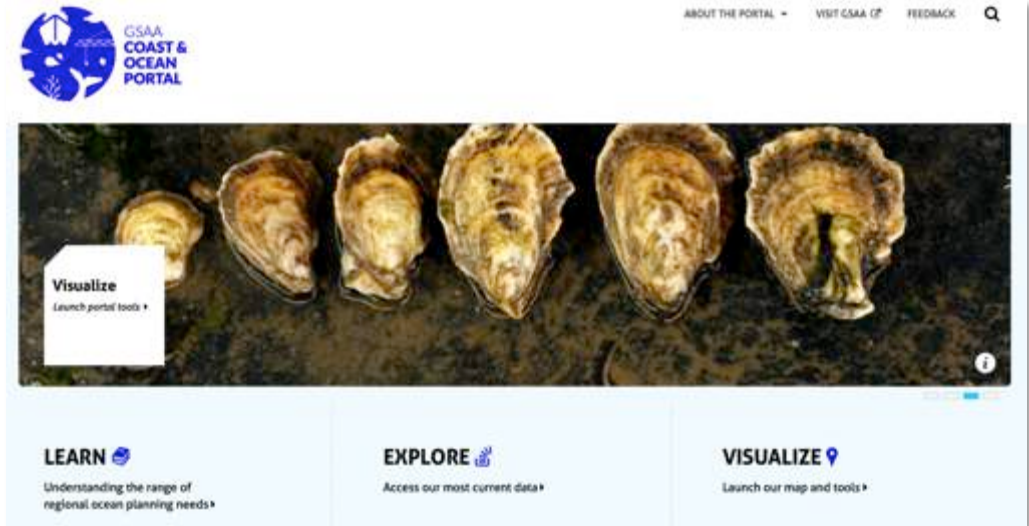 GSAA
COAST &
OCEAN
PORTAL
ABOUT THE PORTAL
VISIT GSAA
FEEDBACK
Visualize
Launch portal tools
i
LEARN
Understanding the range of
regional ocean planning needs
EXPLORE
Access our most current data
VISUALIZE
Launch our map and tools